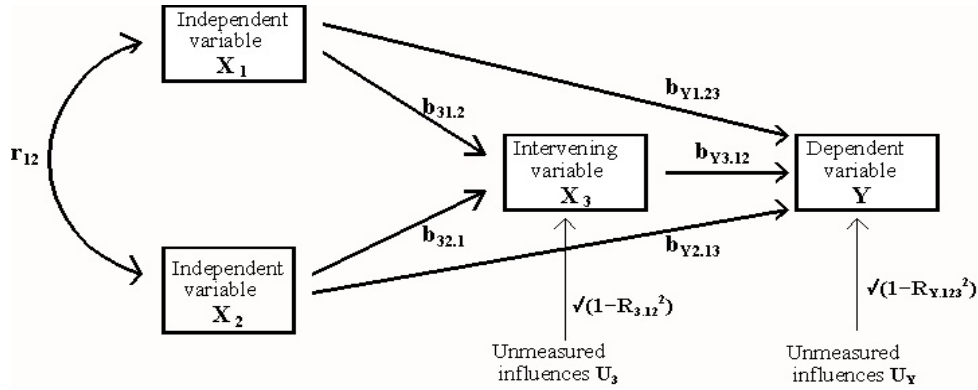 Independent
variable
X₁
b_Y1.23
b_31.2
r₁₂
Intervening
variable
X₃
b_Y3.12
Dependent
variable
Y
b_32.1
b_Y2.13
Independent
variable
X₂
√(1−R_3.12²)
√(1−R_Y.123²)
Unmeasured
influences U₃
Unmeasured
influences U_Y